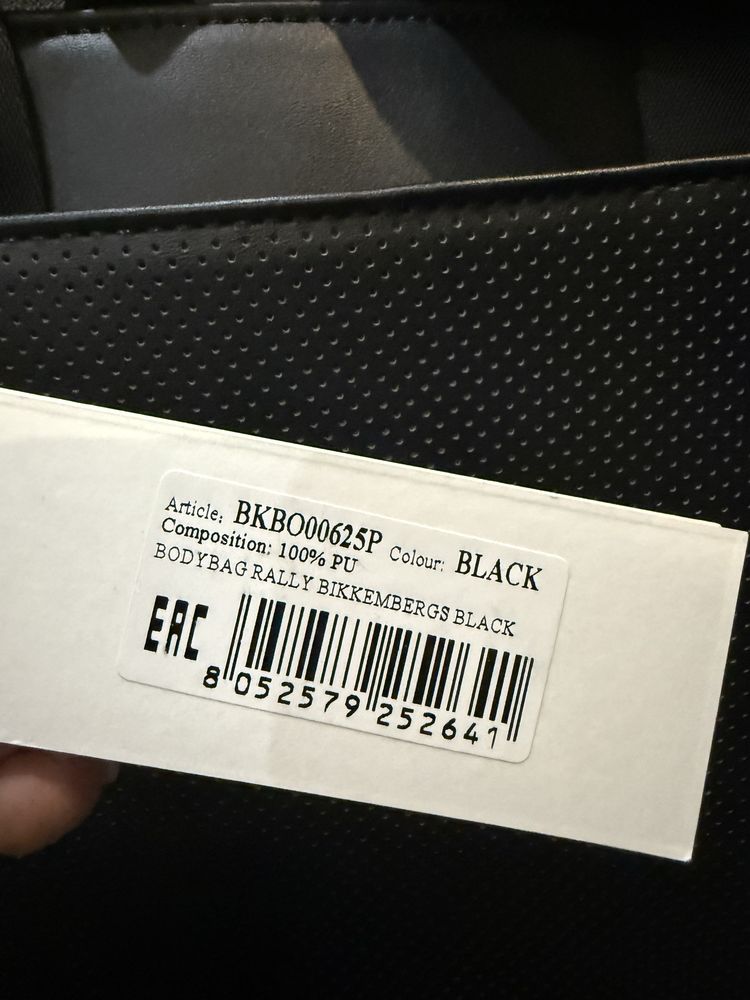 Article: BKBO00625P Colour: BLACK
Composition: 100% PU
BODYBAG RALLY BIKKEMBERGS BLACK
EAC
8 052579 252641